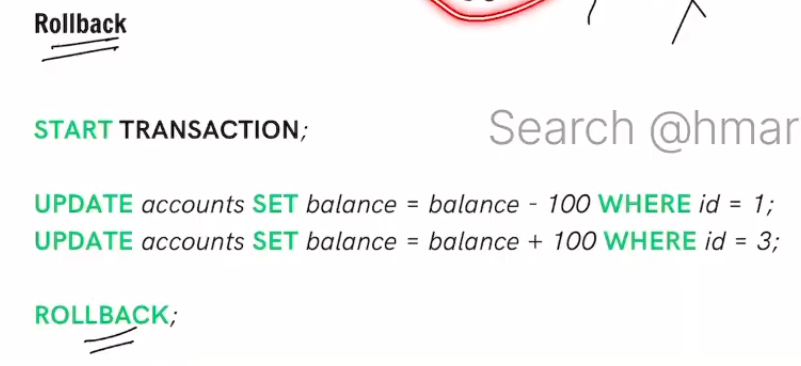 Rollback
START TRANSACTION;
Search @hmar
UPDATE accounts SET balance = balance - 100 WHERE id = 1;
UPDATE accounts SET balance = balance + 100 WHERE id = 3;
ROLLBACK;